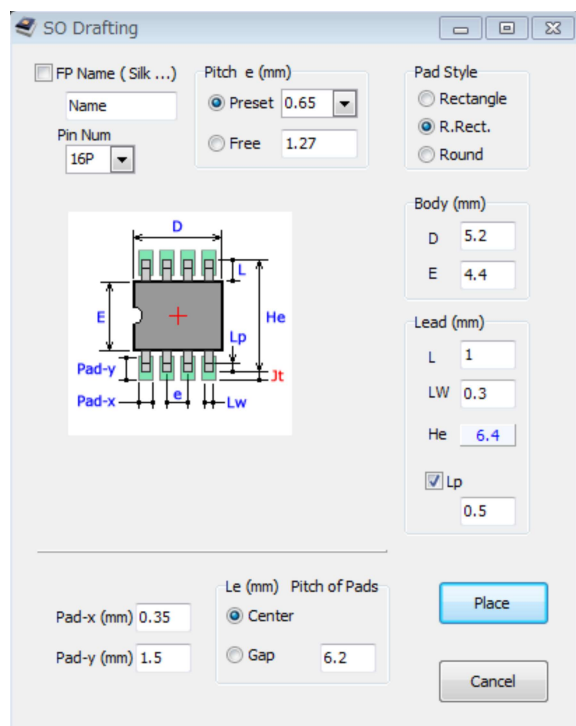 SO Drafting
FP Name ( Silk ...)
Name
Pin Num
16P
Pitch e (mm)
Preset 0.65
Free 1.27
Pad Style
Rectangle
R.Rect.
Round
Body (mm)
D 5.2
E 4.4
Lead (mm)
L 1
LW 0.3
He 6.4
Lp
0.5
D
L
E
He
Lp
Pad-y
Jt
Pad-x
e
Lw
Pad-x (mm) 0.35
Pad-y (mm) 1.5
Le (mm) Pitch of Pads
Center
Gap 6.2
Place
Cancel